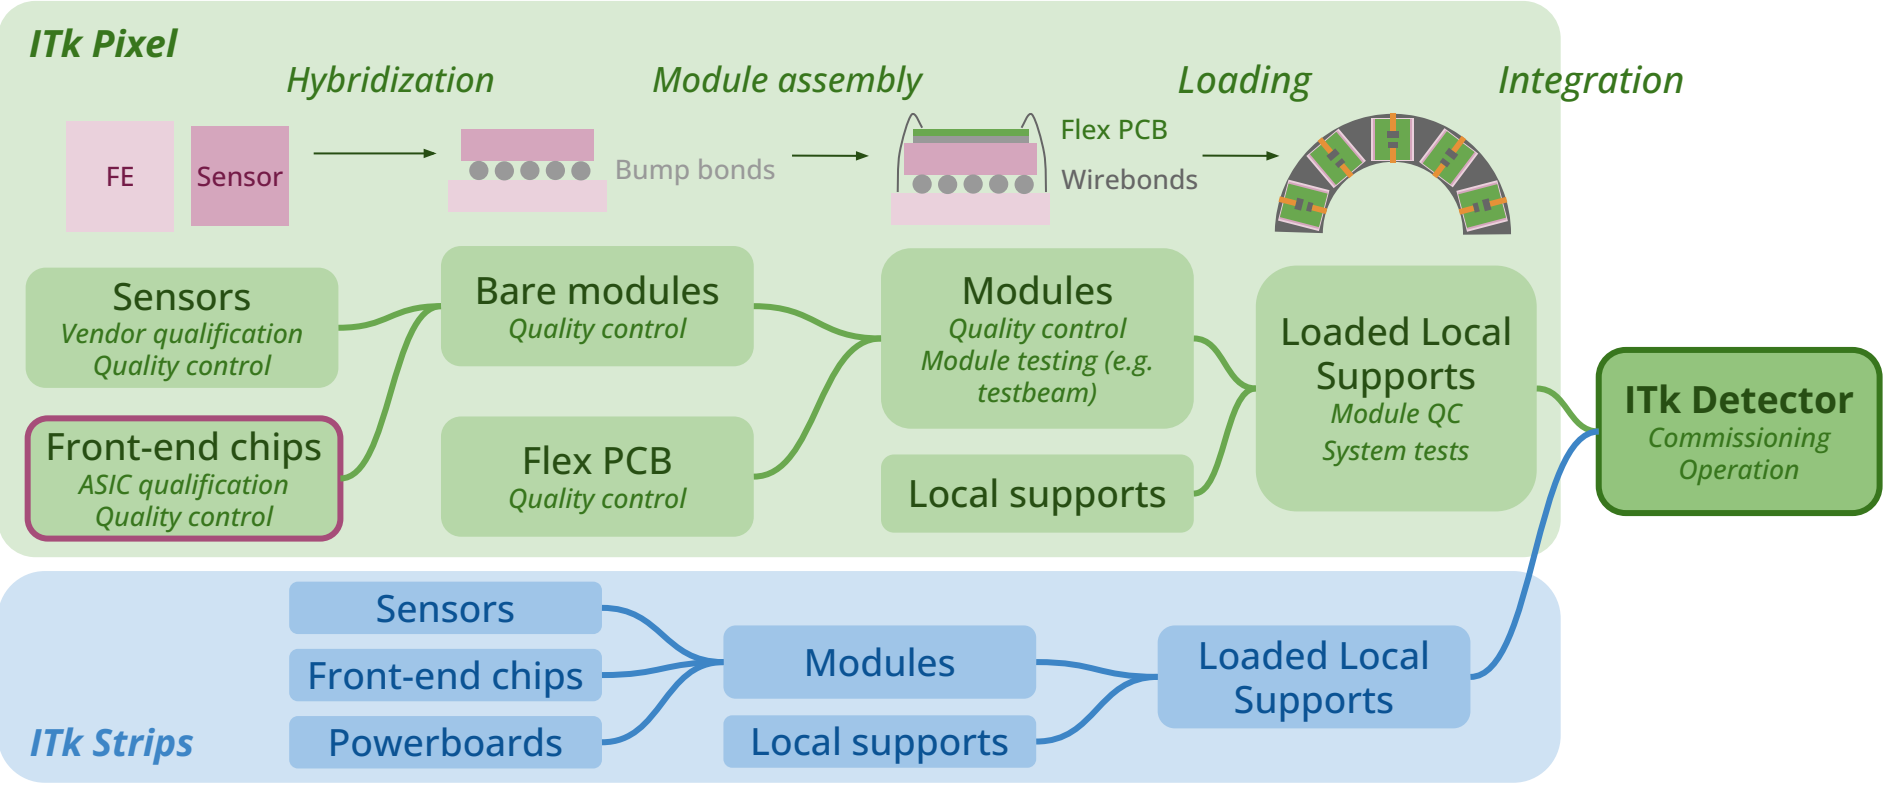 ITk Pixel
Hybridization
Module assembly
Loading
Integration
FE
Sensor
Bump bonds
Flex PCB
Wirebonds
Sensors
Vendor qualification
Quality control
Front-end chips
ASIC qualification
Quality control
Bare modules
Quality control
Flex PCB
Quality control
Modules
Quality control
Module testing (e.g.
testbeam)
Local supports
Loaded Local
Supports
Module QC
System tests
ITk Detector
Commissioning
Operation
Sensors
Front-end chips
Powerboards
Modules
Local supports
Loaded Local
Supports
ITk Strips